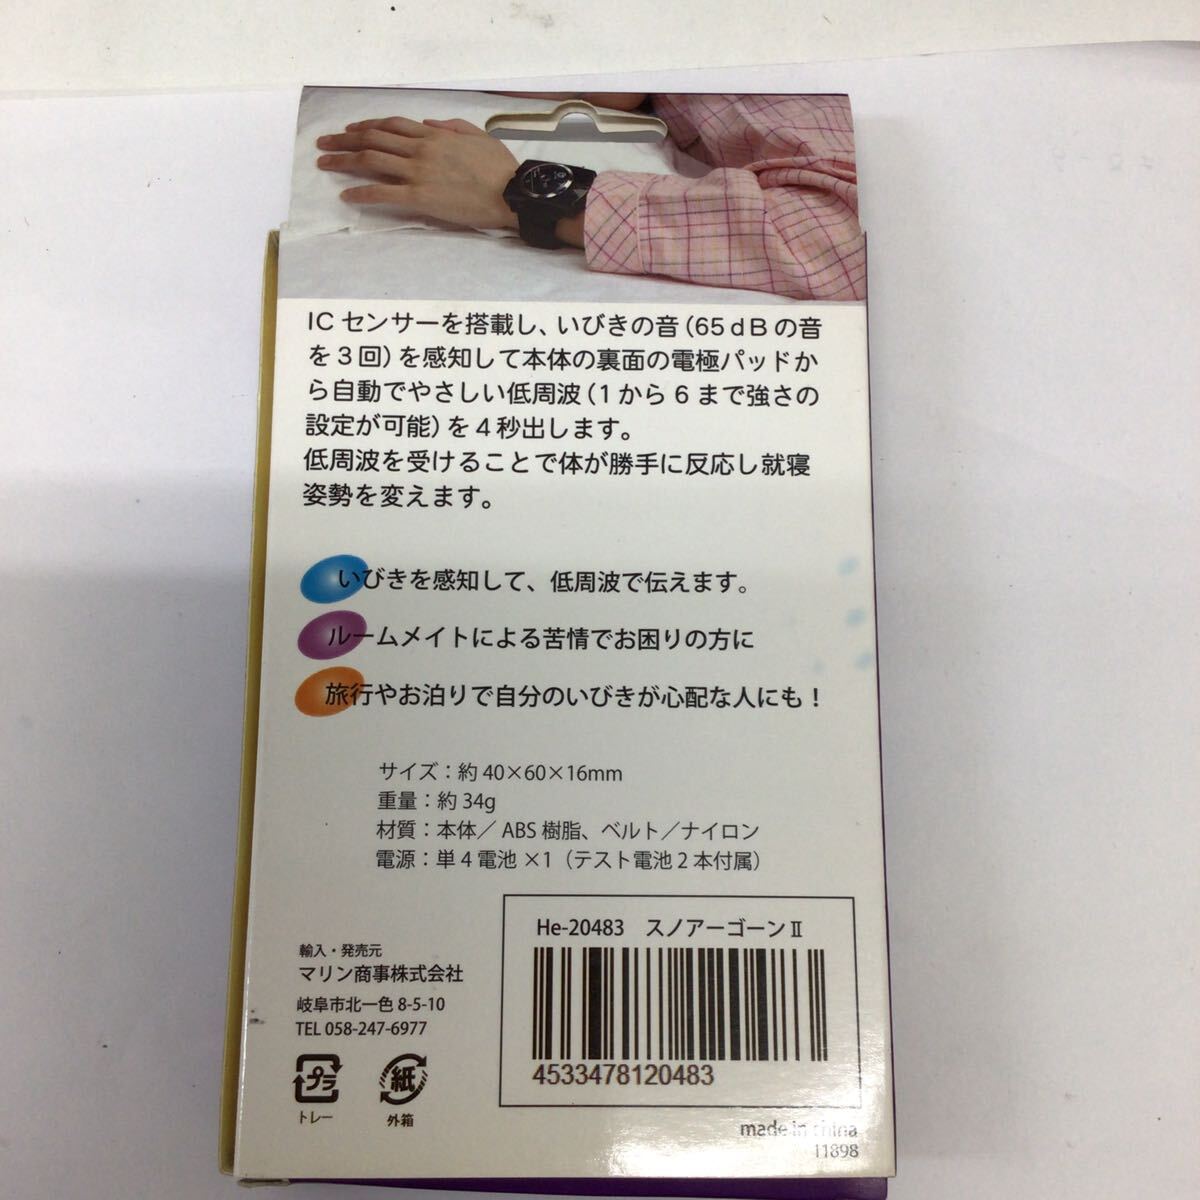 ICセンサーを搭載し、いびきの音(65dBの音
を3回)を感知して本体の裏面の電極パッドか
ら自動でやさしい低周波(1から6まで強さの
設定が可能)を4秒出します。
低周波を受けることで体が勝手に反応し就寝
姿勢を変えます。
いびきを感知して、低周波で伝えます。
ルームメイトによる苦情でお困りの方に
旅行やお泊りで自分のいびきが心配な人にも！
サイズ：約40×60×16mm
重量：約34g
材質：本体／ABS樹脂、ベルト／ナイロン
電源：単4電池×1（テスト電池2本付属）
He-20483　スノアーゴーンⅡ
4533478120483
輸入・発売元
マリン商事株式会社
岐阜市北一色8-5-10
TEL 058-247-6977
プラ
トレー
紙
外箱
made in china
11898